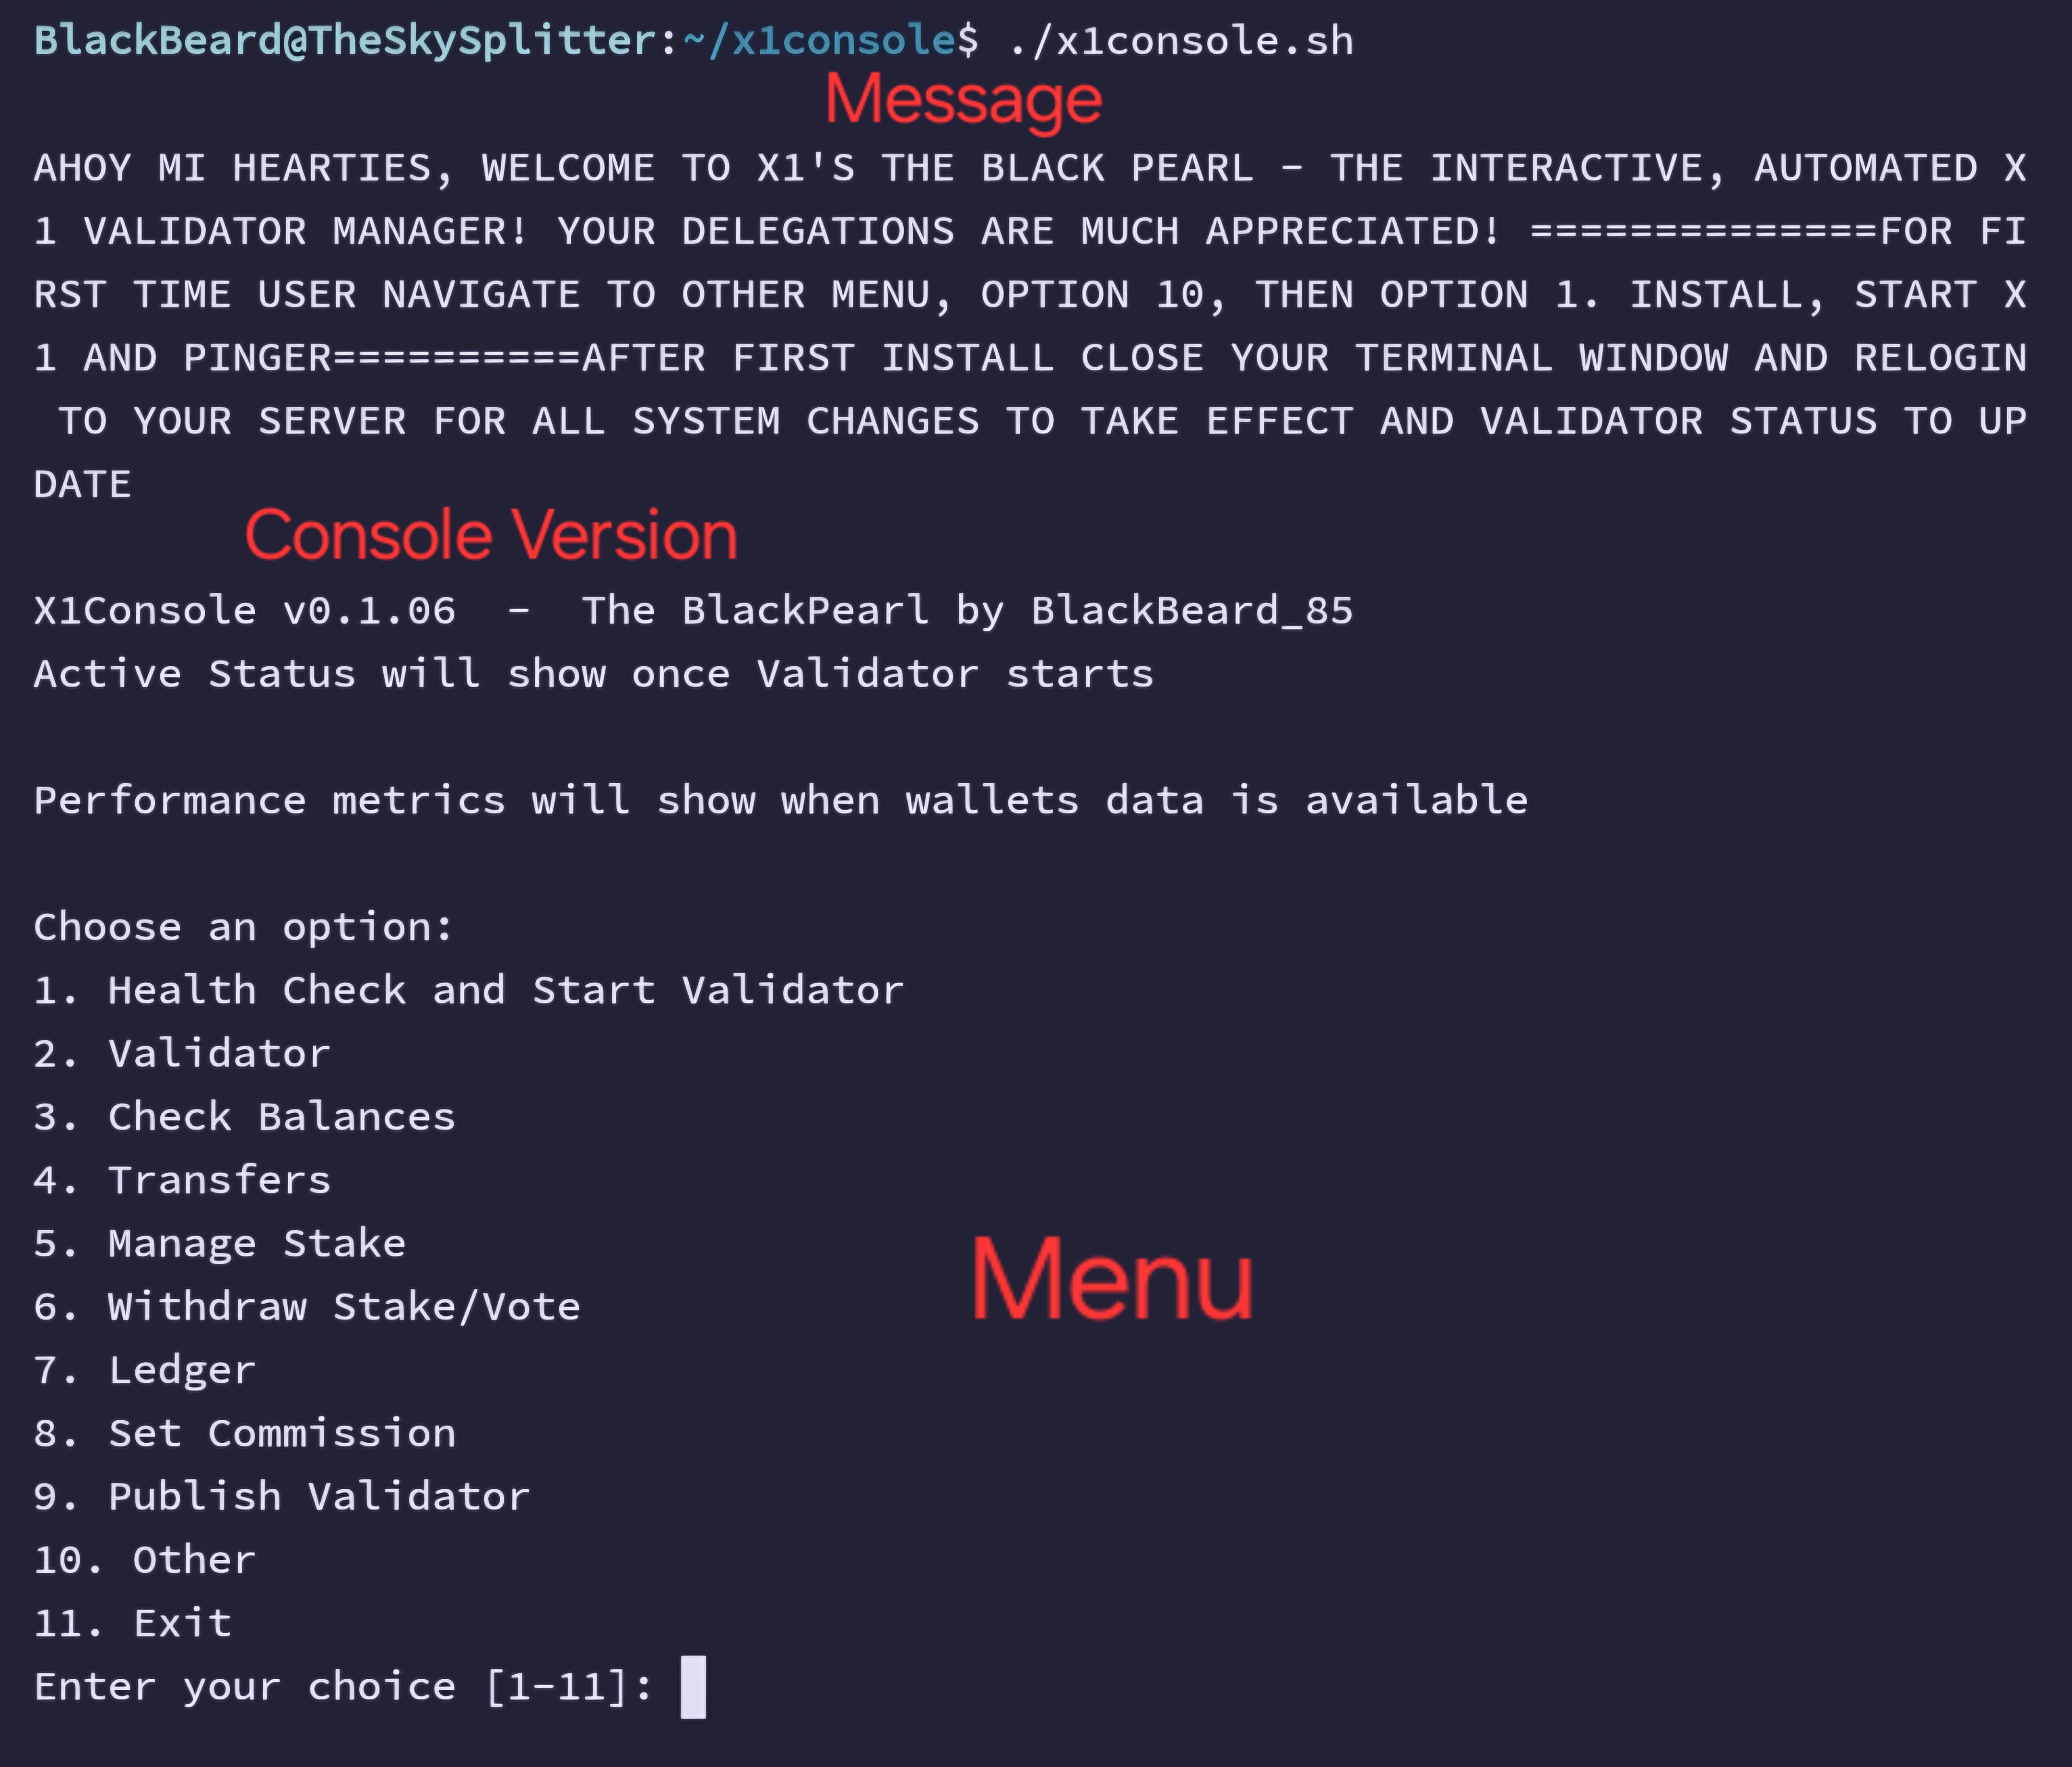 BlackBeard@TheSkySplitter:~/x1console$ ./x1console.sh
Message
AHOY MI HEARTIES, WELCOME TO X1'S THE BLACK PEARL – THE INTERACTIVE, AUTOMATED X
1 VALIDATOR MANAGER! YOUR DELEGATIONS ARE MUCH APPRECIATED! ==============FOR FI
RST TIME USER NAVIGATE TO OTHER MENU, OPTION 10, THEN OPTION 1. INSTALL, START X
1 AND PINGER==========AFTER FIRST INSTALL CLOSE YOUR TERMINAL WINDOW AND RELOGIN
 TO YOUR SERVER FOR ALL SYSTEM CHANGES TO TAKE EFFECT AND VALIDATOR STATUS TO UP
DATE
Console Version
X1Console v0.1.06  –  The BlackPearl by BlackBeard_85
Active Status will show once Validator starts
Performance metrics will show when wallets data is available
Choose an option:
1. Health Check and Start Validator
2. Validator
3. Check Balances
4. Transfers
5. Manage Stake
Menu
6. Withdraw Stake/Vote
7. Ledger
8. Set Commission
9. Publish Validator
10. Other
11. Exit
Enter your choice [1-11]: